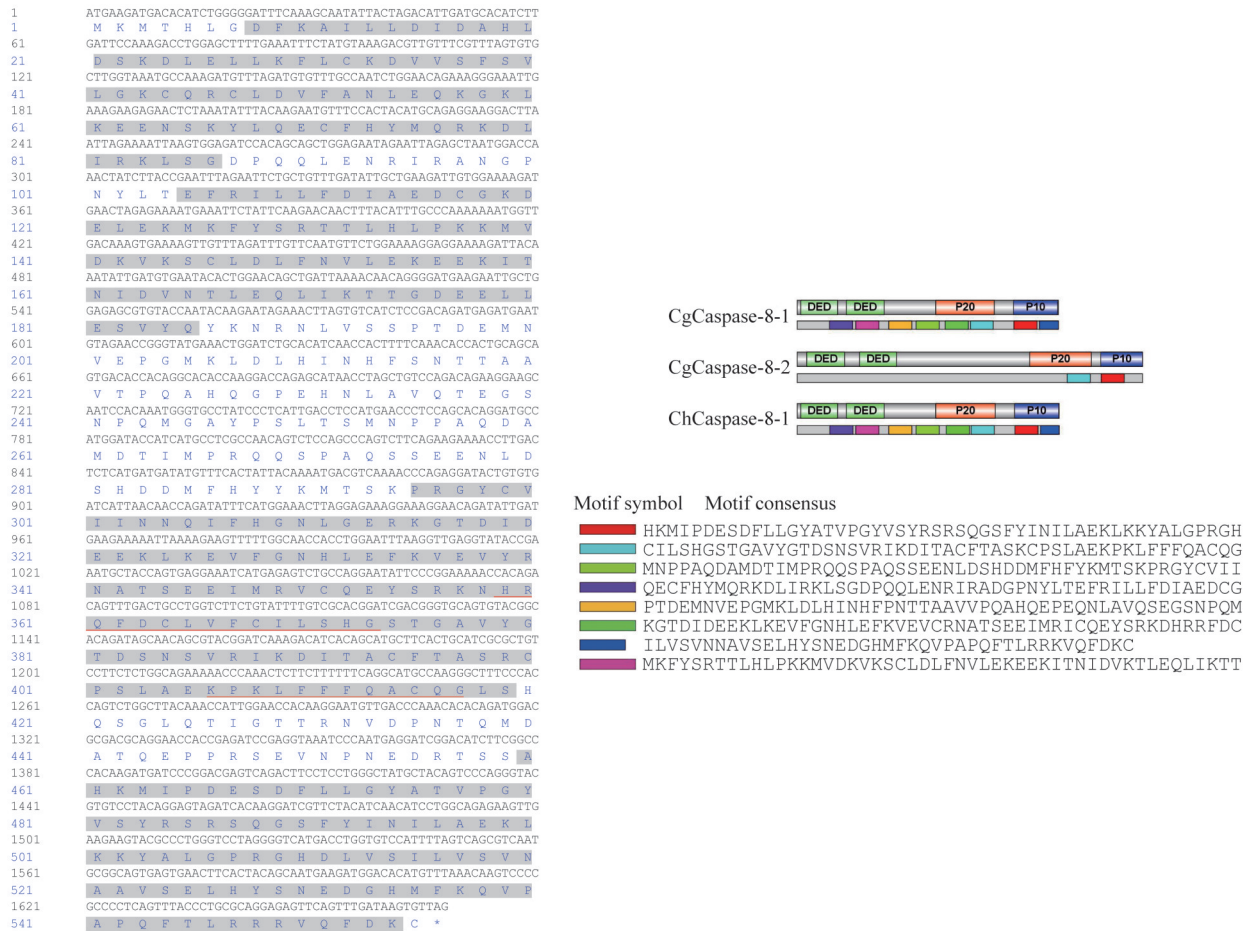 1 ATGAAGATGACACATCTGGGGGATTTCAAAGCAATATTACTAGACATTGATGCACATCTT
1 M K M T H L G D F K A I L L D I D A H L
61 GATTCCAAAGACCTGGAGCTTTTGAAATTTCTATGTAAAGACGTTGTTTCGTTTAGTGTG
21 D S K D L E L L K F L C K D V V S F S V
121 CTTGGTAAATGCCAAAGATGTTTAGATGTGTTTGCCAATCTGGAACAGAAAGGGAAATTG
41 L G K C Q R C L D V F A N L E Q K G K L
181 AAAGAAGAGAACTCTAAATATTTACAAGAATGTTTCCACTACATGCAGAGGAAGGACTTA
61 K E E N S K Y L Q E C F H Y M Q R K D L
241 ATTAGAAAATTAAGTGGAGATCCACAGCAGCTGGAGAATAGAATTAGAGCTAATGGACCA
81 I R K L S G D P Q Q L E N R I R A N G P
301 AACTATCTTACCGAATTTAGAATTCTGCTGTTTGATATTGCTGAAGATTGTGGAAAAGAT
101 N Y L T E F R I L L F D I A E D C G K D
361 GAACTAGAGAAAATGAAATTCTATTCAAGAACAACTTTACATTTGCCCAAAAAAATGGTT
121 E L E K M K F Y S R T T L H L P K K M V
421 GACAAAGTGAAAAGTTGTTTAGATTTGTTCAATGTTCTGGAAAAGGAGGAAAAGATTACA
141 D K V K S C L D L F N V L E K E E K I T
481 AATATTGATGTGAATACACTGGAACAGCTGATTAAAACAACAGGGGATGAAGAATTGCTG
161 N I D V N T L E Q L I K T T G D E E L L
541 GAGAGCGTGTACCAATACAAGAATAGAAACTTAGTGTCATCTCCGACAGATGAGATGAAT
181 E S V Y Q Y K N R N L V S S P T D E M N
601 GTAGAACCGGGTATGAAACTGGATCTGCACATCAACCACTTTTCAAACACCACTGCAGCA
201 V E P G M K L D L H I N H F S N T T A A
661 GTGACACCACAGGCACACCAAGGACCAGAGCATAACCTAGCTGTCCAGACAGAAGGAAGC
221 V T P Q A H Q G P E H N L A V Q T E G S
721 AATCCACAAATGGGTGCCTATCCCTCATTGACCTCCATGAACCCTCCAGCACAGGATGCC
241 N P Q M G A Y P S L T S M N P P A Q D A
781 ATGGATACCATCATGCCTCGCCAACAGTCTCCAGCCCAGTCTTCAGAAGAAAACCTTGAC
261 M D T I M P R Q Q S P A Q S S E E N L D
841 TCTCATGATGATATGTTTCACTATTACAAAATGACGTCAAAACCCAGAGGATACTGTGTG
281 S H D D M F H Y Y K M T S K P R G Y C V
901 ATCATTAACAACCAGATATTTCATGGAAACTTAGGAGAAAGGAAAGGAACAGATATTGAT
301 I I N N Q I F H G N L G E R K G T D I D
961 GAAGAAAAATTAAAAGAAGTTTTTGGCAACCACCTGGAATTTAAGGTTGAGGTATACCGA
321 E E K L K E V F G N H L E F K V E V Y R
1021 AATGCTACCAGTGAGGAAATCATGAGAGTCTGCCAGGAATATTCCCGGAAAAACCACAGA
341 N A T S E E I M R V C Q E Y S R K N H R
1081 CAGTTTGACTGCCTGGTCTTCTGTATTTTGTCGCACGGATCGACGGGTGCAGTGTACGGC
361 Q F D C L V F C I L S H G S T G A V Y G
1141 ACAGATAGCAACAGCGTACGGATCAAAGACATCACAGCATGCTTCACTGCATCGCGCTGT
381 T D S N S V R I K D I T A C F T A S R C
1201 CCTTCTCTGGCAGAAAAACCCAAACTCTTCTTTTTTCAGGCATGCCAAGGGCTTTCCCAC
401 P S L A E K P K L F F F Q A C Q G L S H
1261 CAGTCTGGCTTACAAACCATTGGAACCACAAGGAATGTTGACCCAAACACACAGATGGAC
421 Q S G L Q T I G T T R N V D P N T Q M D
1321 GCGACGCAGGAACCACCGAGATCCGAGGTAAATCCCAATGAGGATCGGACATCTTCGGCC
441 A T Q E P P R S E V N P N E D R T S S A
1381 CACAAGATGATCCCGGACGAGTCAGACTTCCTCCTGGGCTATGCTACAGTCCCAGGGTAC
461 H K M I P D E S D F L L G Y A T V P G Y
1441 GTGTCCTACAGGAGTAGATCACAAGGATCGTTCTACATCAACATCCTGGCAGAGAAGTTG
481 V S Y R S R S Q G S F Y I N I L A E K L
1501 AAGAAGTACGCCCTGGGTCCTAGGGGTCATGACCTGGTGTCCATTTTAGTCAGCGTCAAT
501 K K Y A L G P R G H D L V S I L V S V N
1561 GCGGCAGTGAGTGAACTTCACTACAGCAATGAAGATGGACACATGTTTAAACAAGTCCCC
521 A A V S E L H Y S N E D G H M F K Q V P
1621 GCCCCTCAGTTTACCCTGCGCAGGAGAGTTCAGTTTGATAAGTGTTAG
541 A P Q F T L R R R V Q F D K C *
CgCaspase-8-1 DED DED P20 P10
CgCaspase-8-2 DED DED P20 P10
ChCaspase-8-1 DED DED P20 P10
Motif symbol Motif consensus
HKMIPDESDFLLGYATVPGYVSYRSRSQGSFYINILAEKLKKYALGPRGH
CILSHGSTGAVYGTDSNSVRIKDITACFTASKCPSLAEKPKLFFFQACQG
MNPPAQDAMDTIMPRQQSPAQSSEENLDSHDDMFHFYKMTSKPRGYCVII
QECFHYMQRKDLIRKLSGDPQQLENRIRADGPNYLTEFRILLFDIAEDCG
PTDEMNVEPGMKLDLHINHFPNTTAAVVPQAHQEPEQNLAVQSEGSNPQM
KGTDIDEEKLKEVFGNHLEFKVEVCRNATSEEIMRICQEYSRKDHRRFDC
ILVSVNNAVSELHYSNEDGHMFKQVPAPQFTLRRKVQFDKC
MKFYSRTTLHLPKKMVDKVKSCLDLFNVLEKEEKITNIDVKTLEQLIKTT